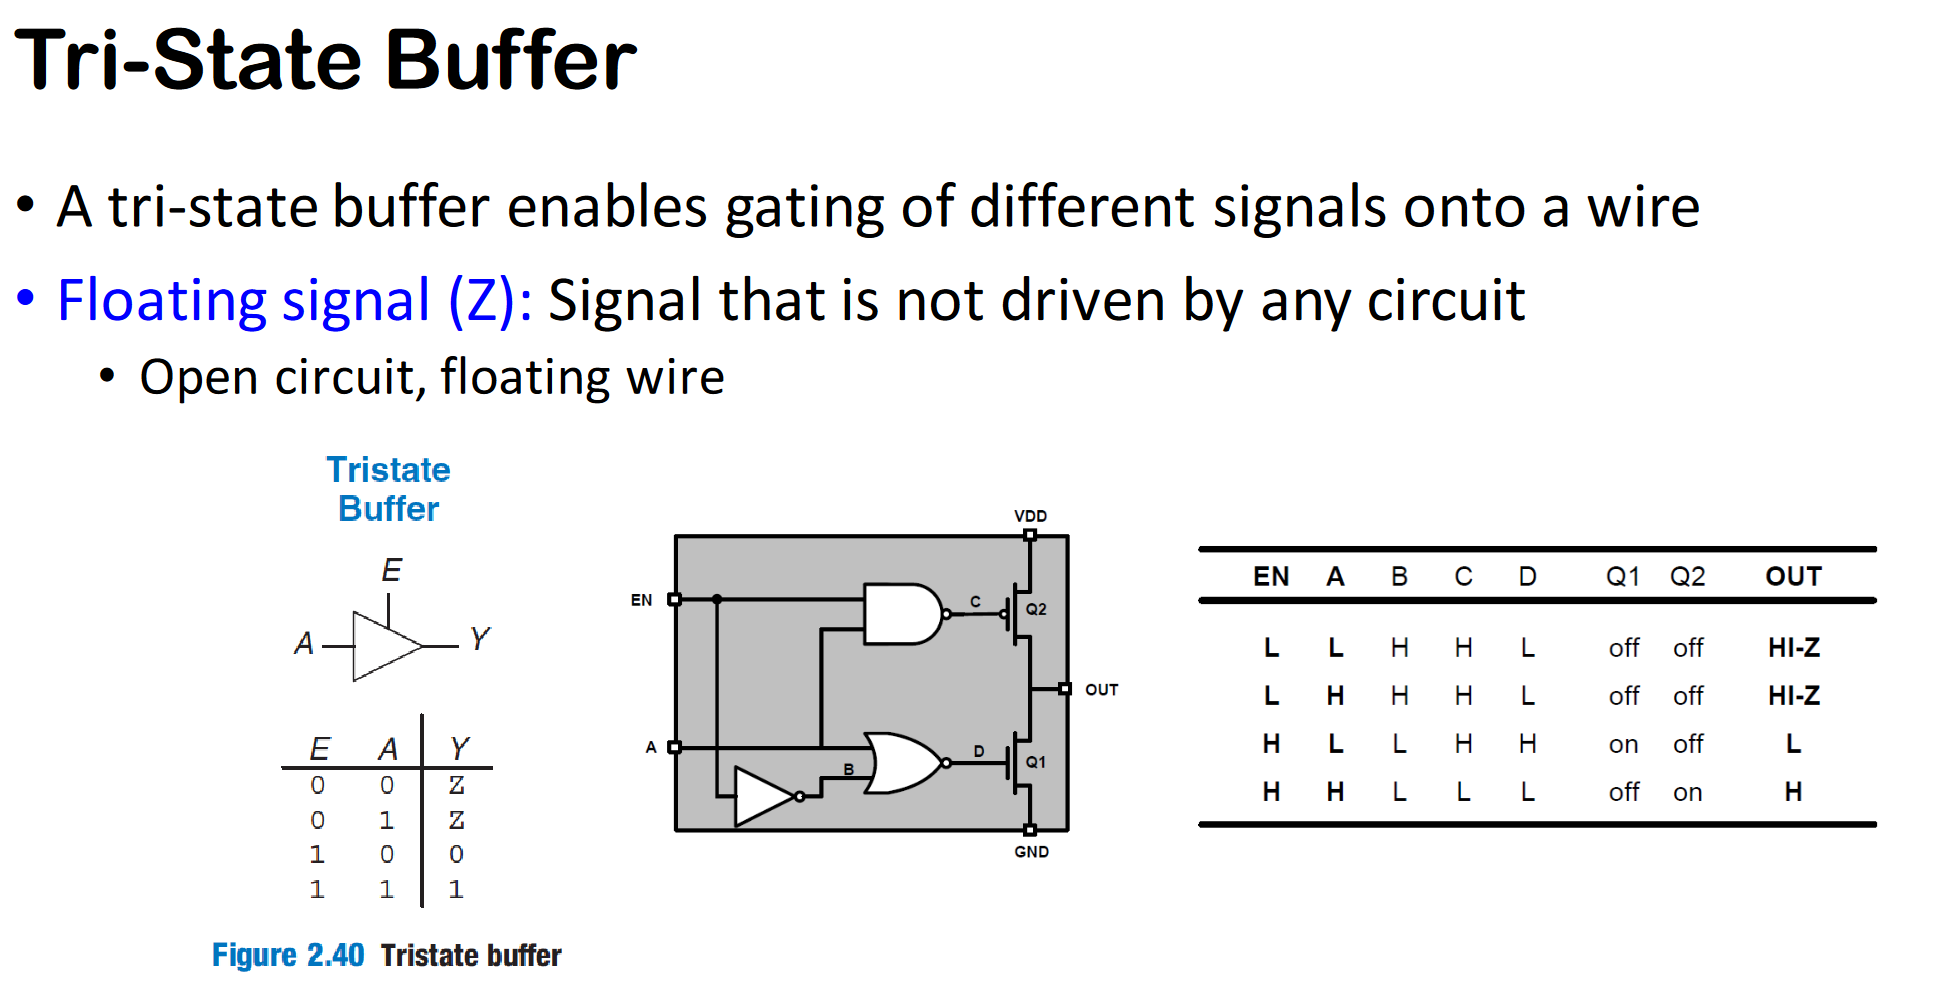 Tri-State Buffer
• A tri-state buffer enables gating of different signals onto a wire
• Floating signal (Z): Signal that is not driven by any circuit
• Open circuit, floating wire
Tristate
Buffer
E
A
Y
E A Y
0 0 Z
0 1 Z
1 0 0
1 1 1
Figure 2.40 Tristate buffer
VDD
EN
C
Q2
OUT
A
D
B
Q1
GND
EN A B C D Q1 Q2 OUT
L L H H L off off HI-Z
L H H H L off off HI-Z
H L L H H on off L
H H L L L off on H